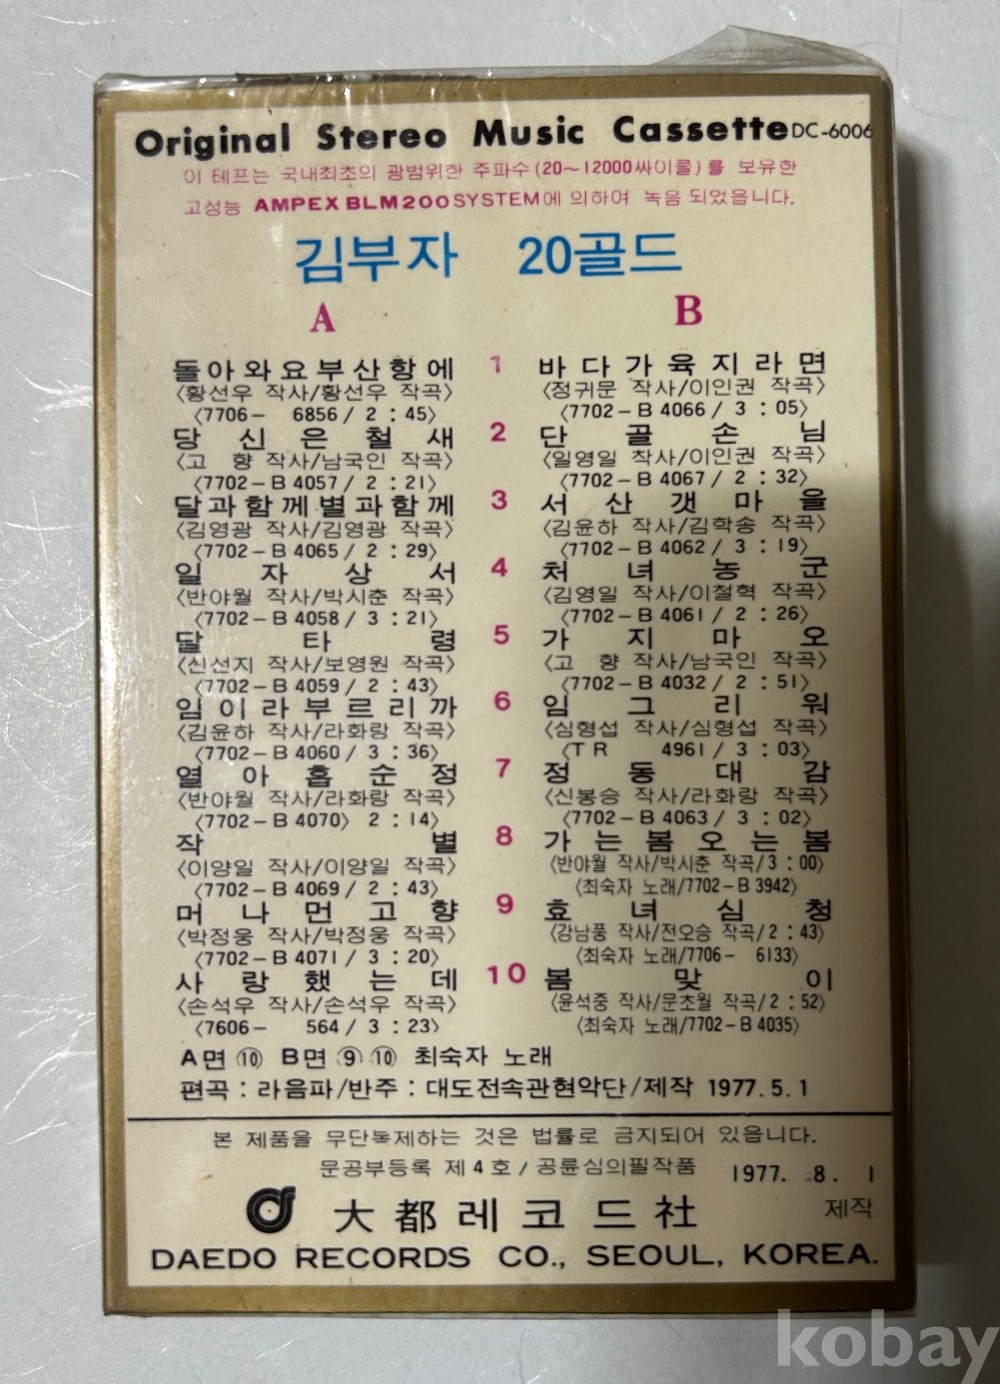 Original Stereo Music Cassette DC-6006
이 테프는 국내최초의 광범위한 주파수(20~12000싸이클)를 보유한
고성능 AMPEX BLM200SYSTEM에 의하여 녹음 되었읍니다.
김부자 20골드
A B
돌아와요부산항에 1 바다가육지라면
〈황선우 작사/황선우 작곡〉 〈정귀문 작사/이인권 작곡〉
〈7706- 6856/2:45〉 〈7702-B4066/3:05〉
당신은철새 2 단골손님
〈고 향 작사/남국인 작곡〉 〈일영일 착사/이인권 작곡〉
〈7702-B4057/2:21〉 〈7702-B4067/2:32〉
달과함께별과함께 3 서산갯마을
〈김영광 작사/김영광 작곡〉 〈김윤하 작사/김학송 작곡〉
〈7702-B4065/2:29〉 〈7702-B4062/3:19〉
일자상서 4 처녀농군
〈반야월 작사/박시춘 작곡〉 〈김영일 작사/이철혁 작곡〉
〈7702-B4058/3:21〉 〈7702-B4061/2:26〉
달타령 5 가지마오
〈신선지 작사/보영원 작곡〉 〈고 향 작사/남국인 작곡〉
〈7702-B4059/2:43〉 〈7702-B4032/2:51〉
임이라부르리까 6 임그리워
〈김윤하 작사/라화랑 작곡〉 〈심형섭 작사/심형섭 작곡〉
〈7702-B4060/3:36〉 〈TR 4961/3:03〉
열아홉순정 7 정동대감
〈반야월 작사/라화랑 작곡〉 〈신봉승 작사/라화랑 작곡〉
〈7702-B4070〉 2:14〉 〈7702-B4063/3:02〉
작별 8 가는봄오는봄
〈이양일 작사/이양일 작곡〉 〈반야월 작사/박시춘 작곡/3:00〉
〈7702-B4069/2:43〉 〈최숙자 노래/7702-B3942〉
머나먼고향 9 효녀심청
〈박정웅 작사/박정웅 작곡〉 〈강남풍 작사/전오승 작곡/2:43〉
〈7702-B4071/3:20〉 〈최숙자 노래/7706- 6133〉
사랑했는데 10 봄맞이
〈손석우 작사/손석우 작곡〉 〈윤석중 작사/문초월 작곡/2:52〉
〈7606- 564/3:23〉 〈최숙자 노래/7702-B4035〉
A면⑩ B면⑨⑩ 최숙자 노래
편곡:라음파/반주:대도전속관현악단/제작 1977.5.1
본 제품을 무단복제하는 것은 법률로 금지되어 있읍니다.
문공부등록 제4호/공륜심의필작품 1977. 8. 1
大都레코드社 제작
DAEDO RECORDS CO., SEOUL, KOREA.
kobay